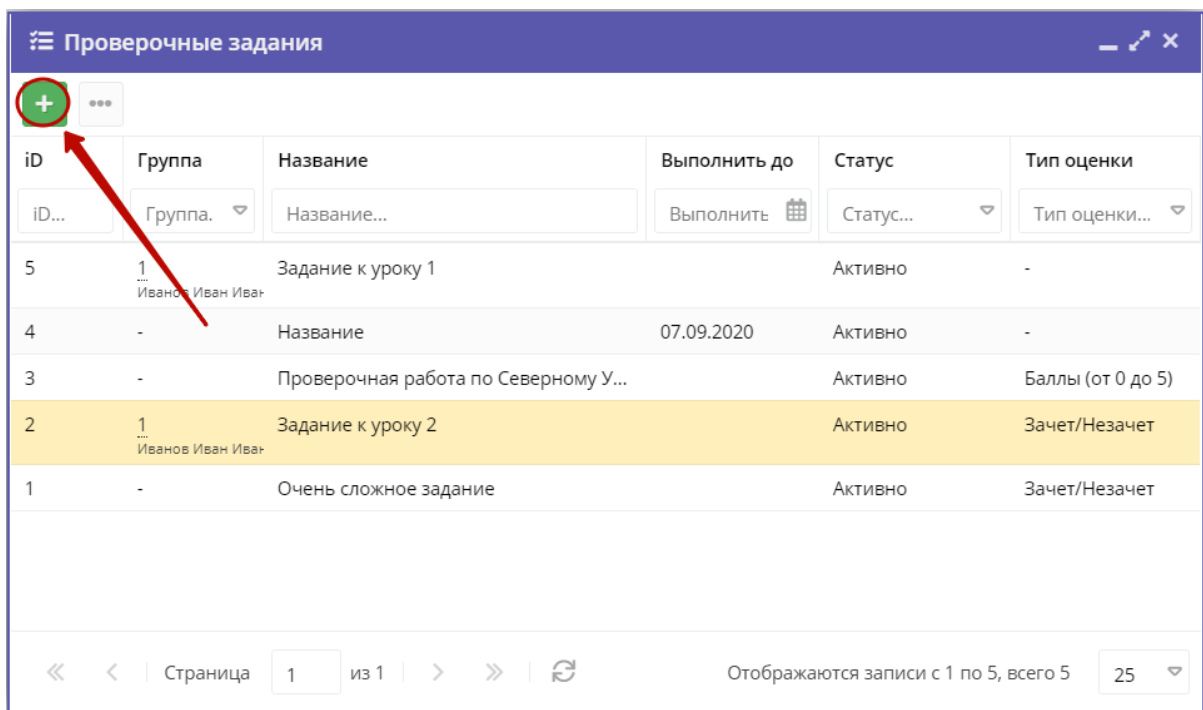 Проверочные задания
iD Группа Название Выполнить до Статус Тип оценки
iD... Группа. Название... Выполнить Статус... Тип оценки...
5 1 Задание к уроку 1 Активно -
Иванов Иван Иван
4 - Название 07.09.2020 Активно -
3 - Проверочная работа по Северному У... Активно Баллы (от 0 до 5)
2 1 Задание к уроку 2 Активно Зачет/Незачет
Иванов Иван Иван
1 - Очень сложное задание Активно Зачет/Незачет
Страница 1 из 1 Отображаются записи с 1 по 5, всего 5 25